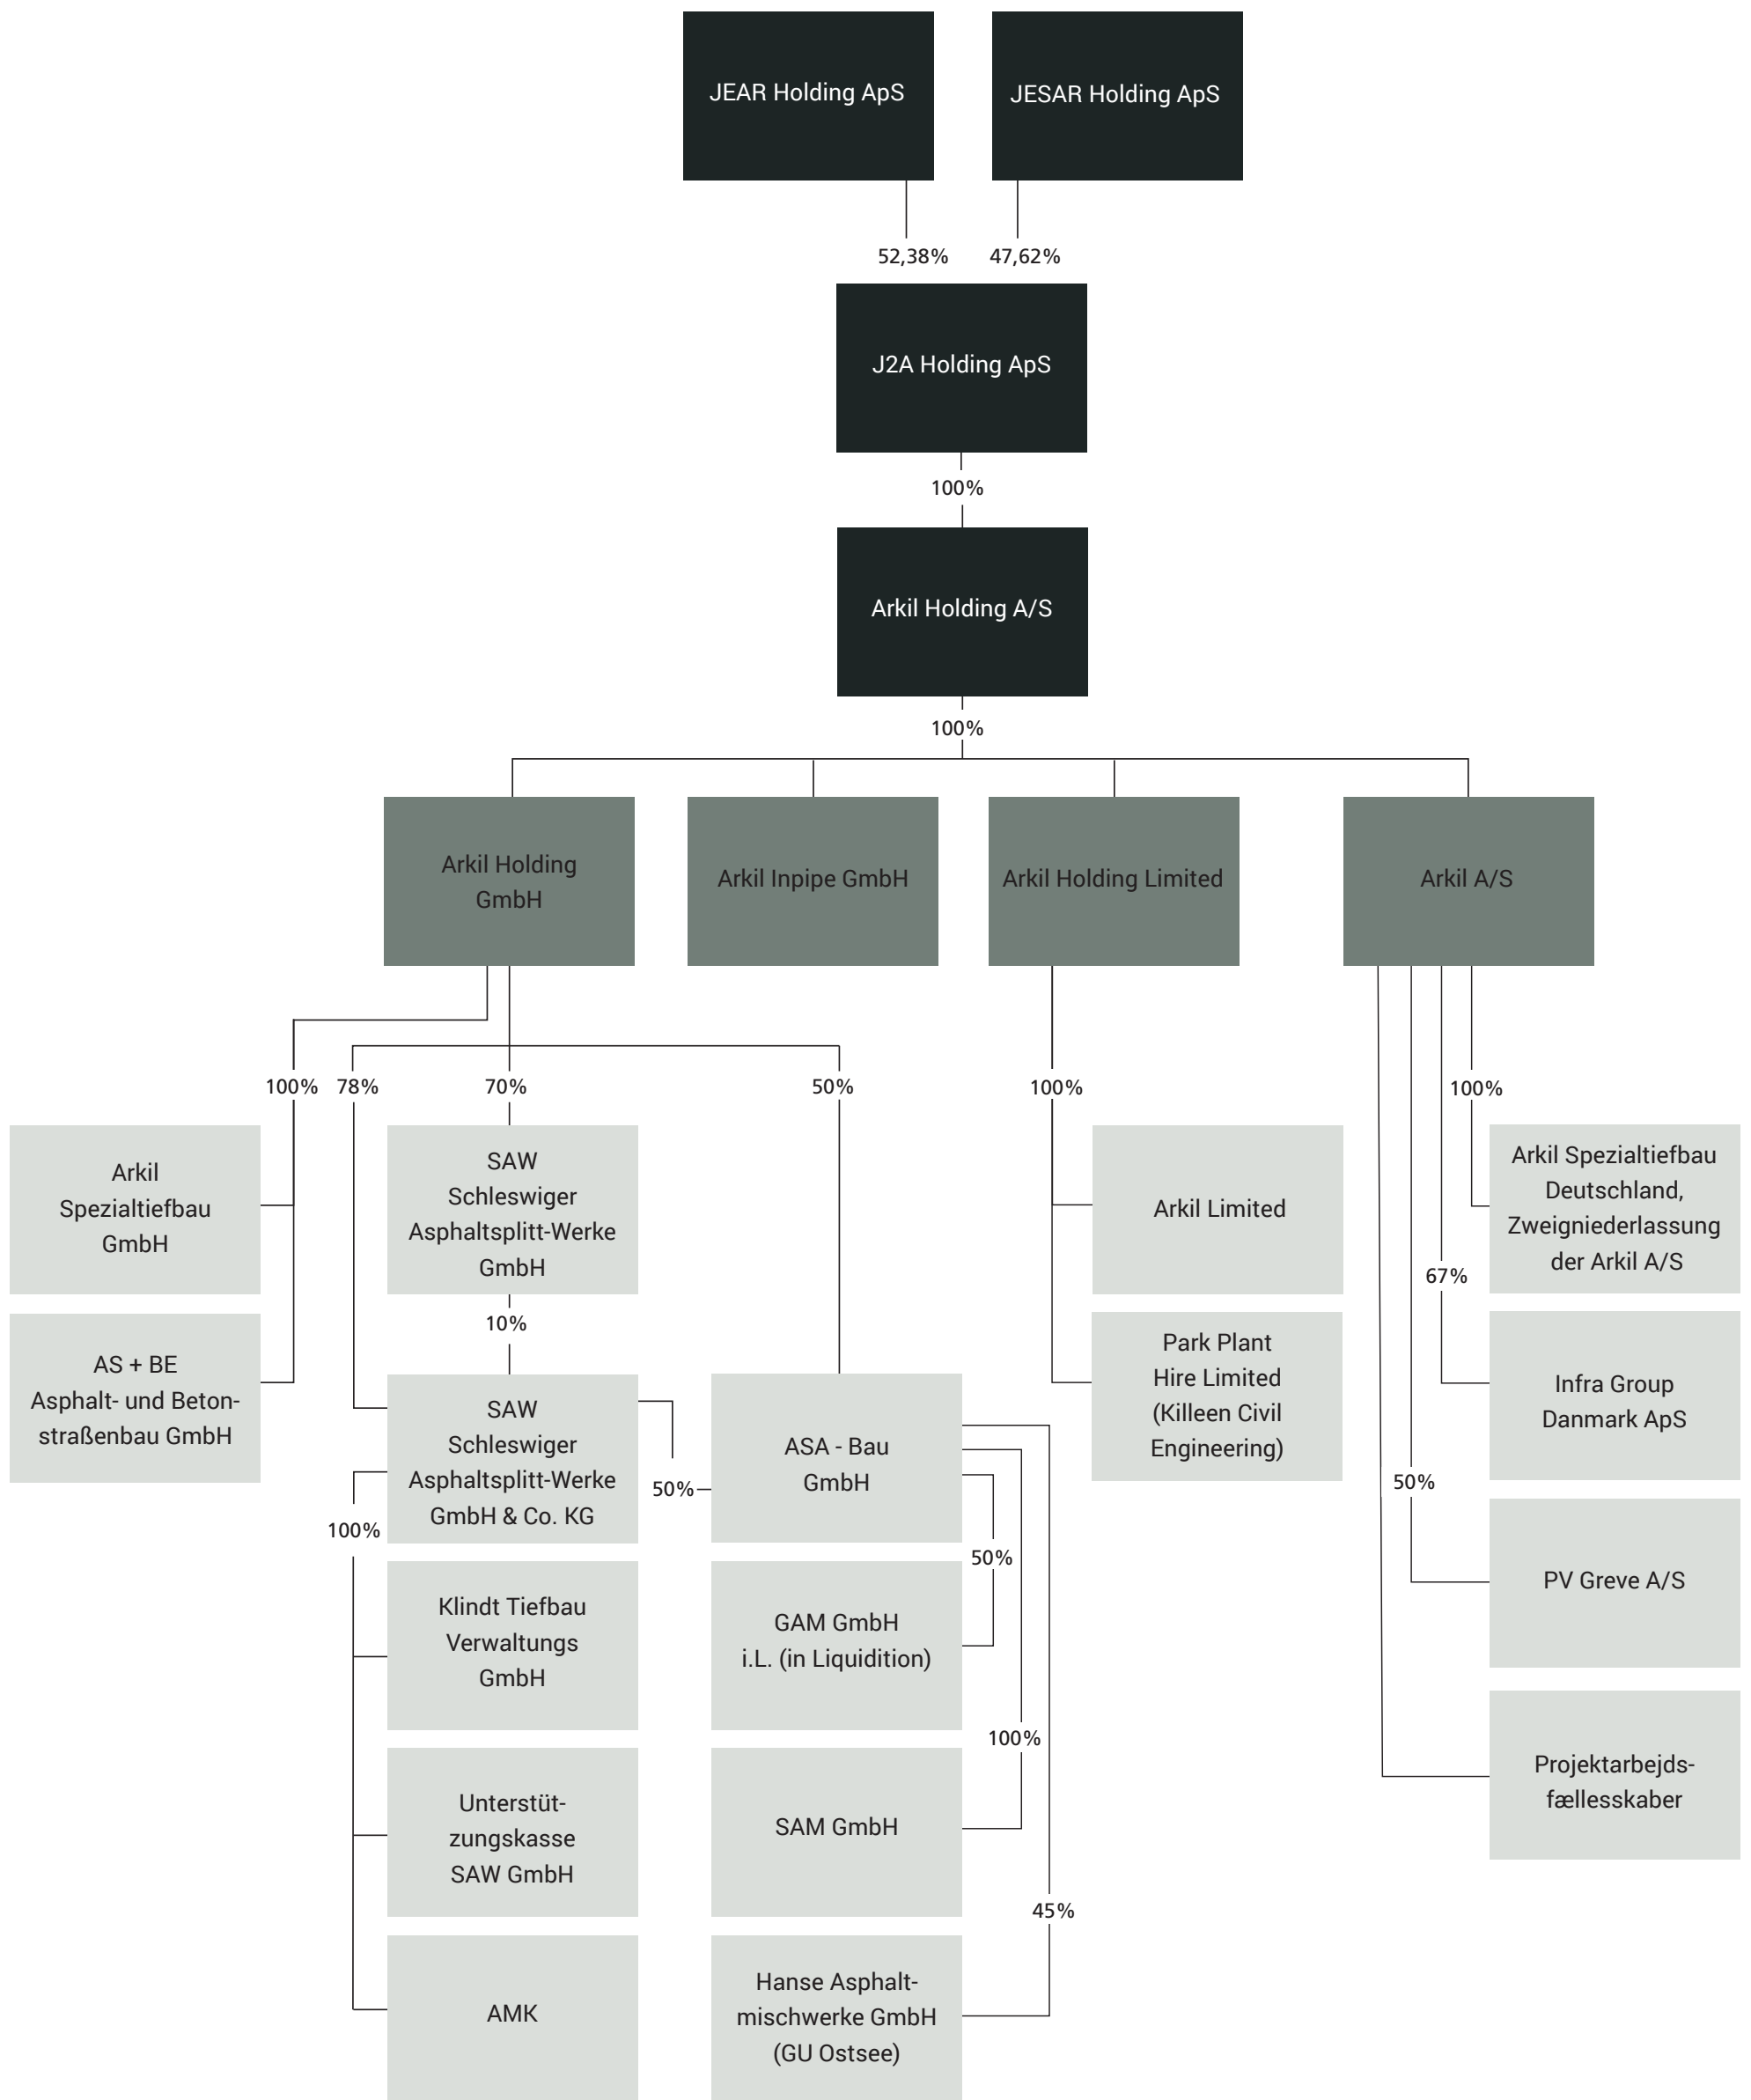 JEAR Holding ApS
JESAR Holding ApS
52,38%
47,62%
J2A Holding ApS
100%
Arkil Holding A/S
100%
Arkil Holding
GmbH
Arkil Inpipe GmbH
Arkil Holding Limited
Arkil A/S
100%
78%
70%
50%
100%
100%
Arkil
Spezialtiefbau
GmbH
SAW
Schleswiger
Asphaltsplitt-Werke
GmbH
Arkil Limited
Arkil Spezialtiefbau
Deutschland,
Zweigniederlassung
der Arkil A/S
67%
10%
AS + BE
Asphalt- und Beton-
straßenbau GmbH
SAW
Schleswiger
Asphaltsplitt-Werke
GmbH & Co. KG
50%
ASA - Bau
GmbH
Park Plant
Hire Limited
(Killeen Civil
Engineering)
Infra Group
Danmark ApS
50%
100%
50%
Klindt Tiefbau
Verwaltungs
GmbH
GAM GmbH
i.L. (in Liquidition)
PV Greve A/S
100%
Unterstüt-
zungskasse
SAW GmbH
SAM GmbH
Projektarbejds-
fællesskaber
45%
AMK
Hanse Asphalt-
mischwerke GmbH
(GU Ostsee)